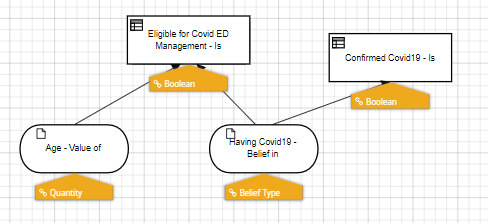 Eligible for Covid ED
Management - Is
Boolean
Confirmed Covid19 - Is
Boolean
Age - Value of
Quantity
Having Covid19 -
Belief in
Belief Type